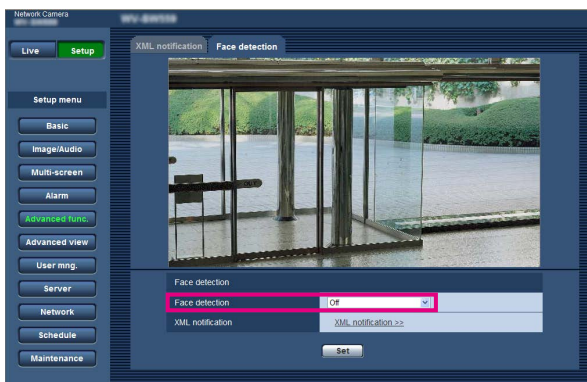 Network Camera
Live
Setup
XML notification
Face detection
Setup menu
Basic
Image/Audio
Multi-screen
Alarm
Advanced func.
Advanced view
User mng.
Server
Network
Schedule
Maintenance
Face detection
Face detection
Off
XML notification
XML notification >>
Set